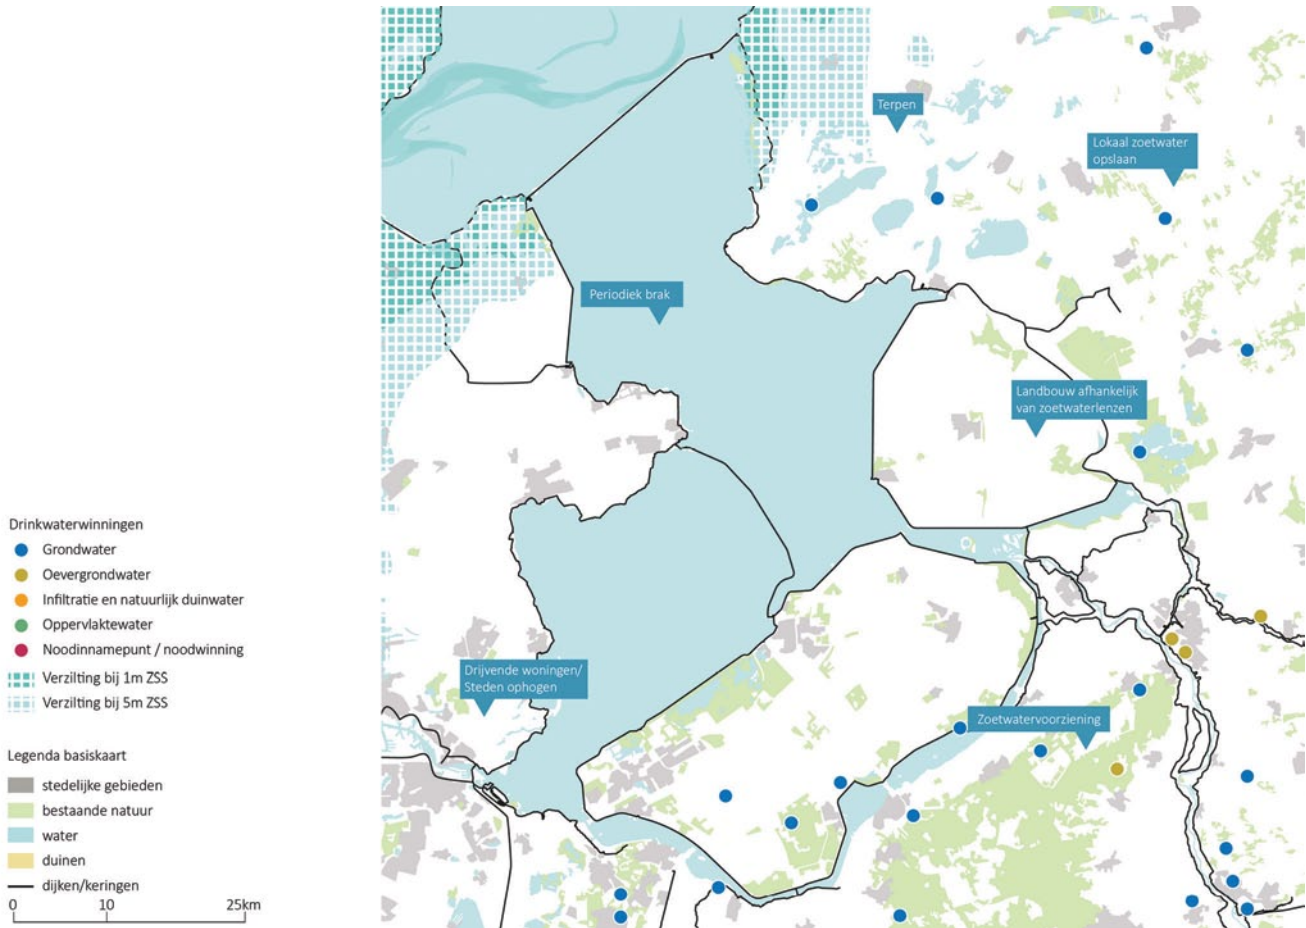 Terpen
Lokaal zoetwater
opslaan
Periodiek brak
Landbouw afhankelijk
van zoetwaterlenzen
Drijvende woningen/
Steden ophogen
Zoetwatervoorziening
Drinkwaterwinningen
Grondwater
Oevergrondwater
Infiltratie en natuurlijk duinwater
Oppervlaktewater
Noodinnamepunt / noodwinning
Verzilting bij 1m ZSS
Verzilting bij 5m ZSS
Legenda basiskaart
stedelijke gebieden
bestaande natuur
water
duinen
dijken/keringen
0 10 25km